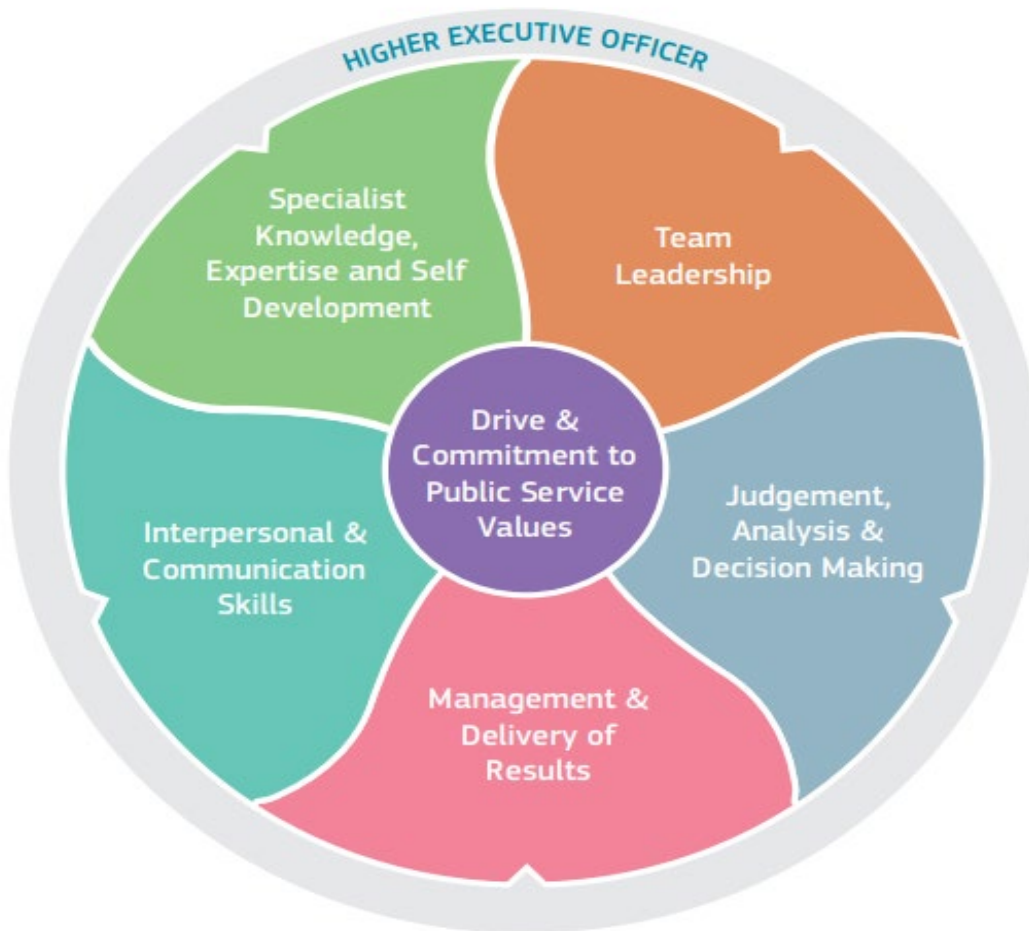 HIGHER EXECUTIVE OFFICER
Specialist
Knowledge,
Expertise and Self
Development
Team
Leadership
Drive &
Commitment to
Public Service
Values
Judgement,
Analysis &
Decision Making
Interpersonal &
Communication
Skills
Management &
Delivery of
Results